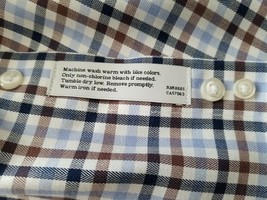 Machine wash warm with like colors.
Only non-chlorine bleach if needed.
Tumble dry low. Remove promptly.
Warm iron if needed.